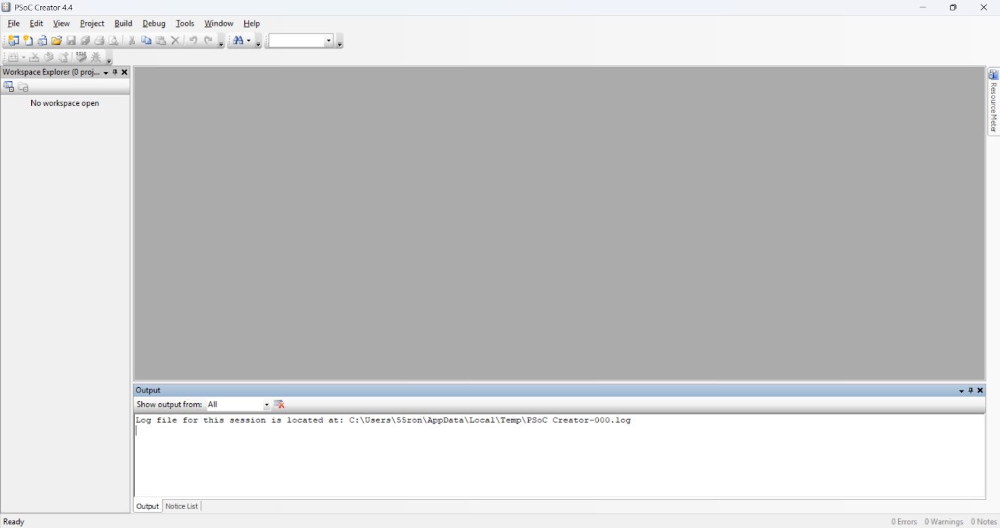 PSoC Creator 4.4
File Edit View Project Build Debug Tools Window Help
Workspace Explorer (0 proj...
No workspace open
Resource Meter
Output
Show output from: All
Log file for this session is located at: C:\Users\55ron\AppData\Local\Temp\PSoC Creator-000.log
Output Notice List
Ready 0 Errors 0 Warnings 0 Notes